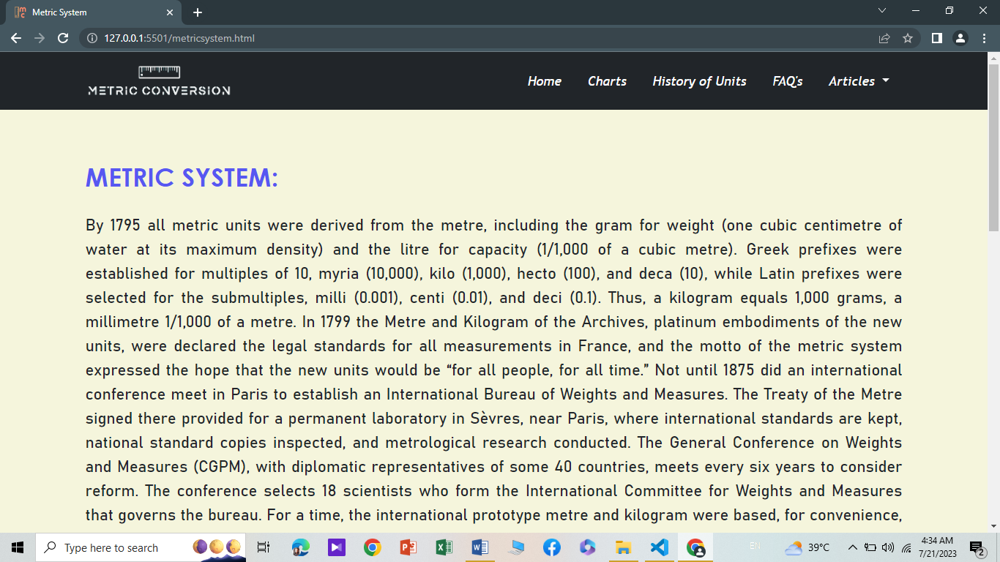 Metric System
127.0.0.1:5501/metricsystem.html
METRIC CONVERSION
Home Charts History of Units FAQ's Articles
METRIC SYSTEM:
By 1795 all metric units were derived from the metre, including the gram for weight (one cubic centimetre of
water at its maximum density) and the litre for capacity (1/1,000 of a cubic metre). Greek prefixes were
established for multiples of 10, myria (10,000), kilo (1,000), hecto (100), and deca (10), while Latin prefixes were
selected for the submultiples, milli (0.001), centi (0.01), and deci (0.1). Thus, a kilogram equals 1,000 grams, a
millimetre 1/1,000 of a metre. In 1799 the Metre and Kilogram of the Archives, platinum embodiments of the new
units, were declared the legal standards for all measurements in France, and the motto of the metric system
expressed the hope that the new units would be “for all people, for all time.” Not until 1875 did an international
conference meet in Paris to establish an International Bureau of Weights and Measures. The Treaty of the Metre
signed there provided for a permanent laboratory in Sèvres, near Paris, where international standards are kept,
national standard copies inspected, and metrological research conducted. The General Conference on Weights
and Measures (CGPM), with diplomatic representatives of some 40 countries, meets every six years to consider
reform. The conference selects 18 scientists who form the International Committee for Weights and Measures
that governs the bureau. For a time, the international prototype metre and kilogram were based, for convenience,
Type here to search
EN
39°C
4:34 AM
7/21/2023
2